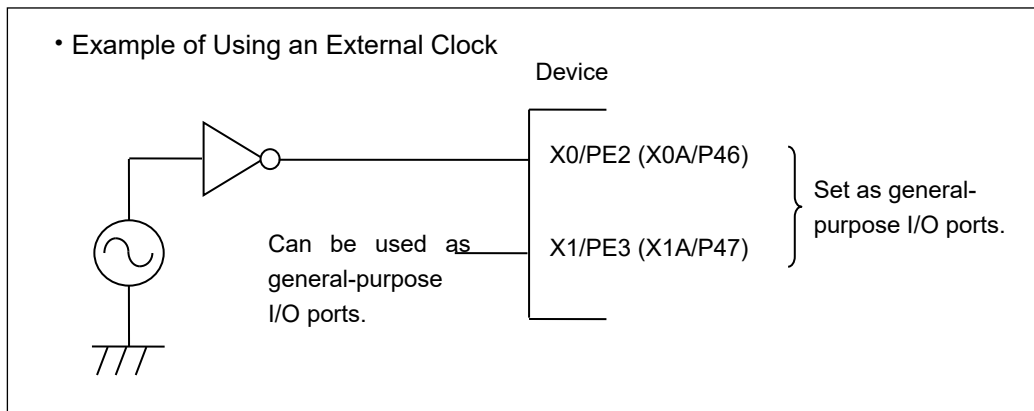 • Example of Using an External Clock
Device
X0/PE2 (X0A/P46)
X1/PE3 (X1A/P47)
Set as general-
purpose I/O ports.
Can be used as
general-purpose
I/O ports.